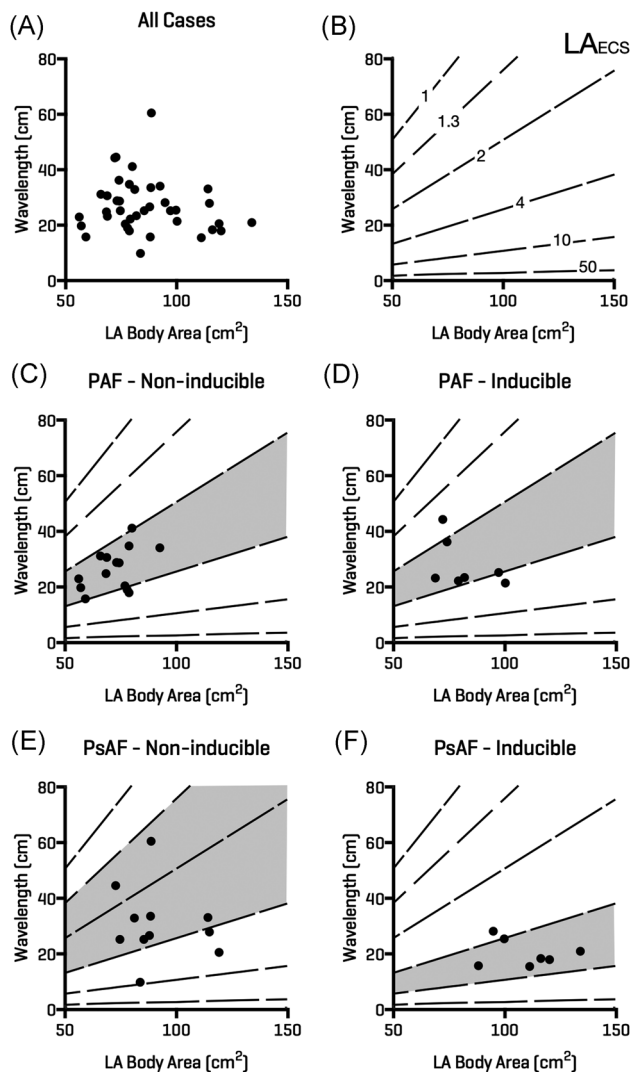 (A)
All Cases
80
60
40
20
0
Wavelength (cm)
50
100
150
LA Body Area (cm²)
(B)
LAECS
80
60
40
20
0
Wavelength (cm)
1
1.3
2
4
10
50
50
100
150
LA Body Area (cm²)
(C)
PAF - Non-inducible
80
60
40
20
0
Wavelength (cm)
50
100
150
LA Body Area (cm²)
(D)
PAF - Inducible
80
60
40
20
0
Wavelength (cm)
50
100
150
LA Body Area (cm²)
(E)
PsAF - Non-inducible
80
60
40
20
0
Wavelength (cm)
50
100
150
LA Body Area (cm²)
(F)
PsAF - Inducible
80
60
40
20
0
Wavelength (cm)
50
100
150
LA Body Area (cm²)